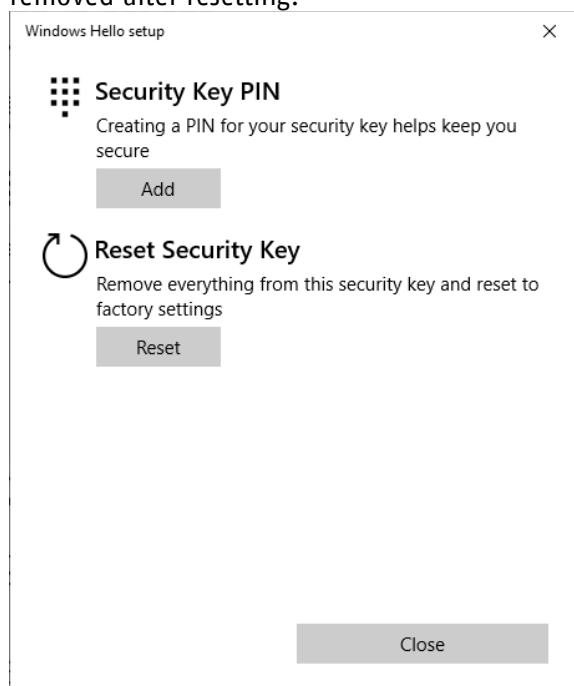 removed after resetting.
Windows Hello setup
Security Key PIN
Creating a PIN for your security key helps keep you
secure
Add
Reset Security Key
Remove everything from this security key and reset to
factory settings
Reset
Close